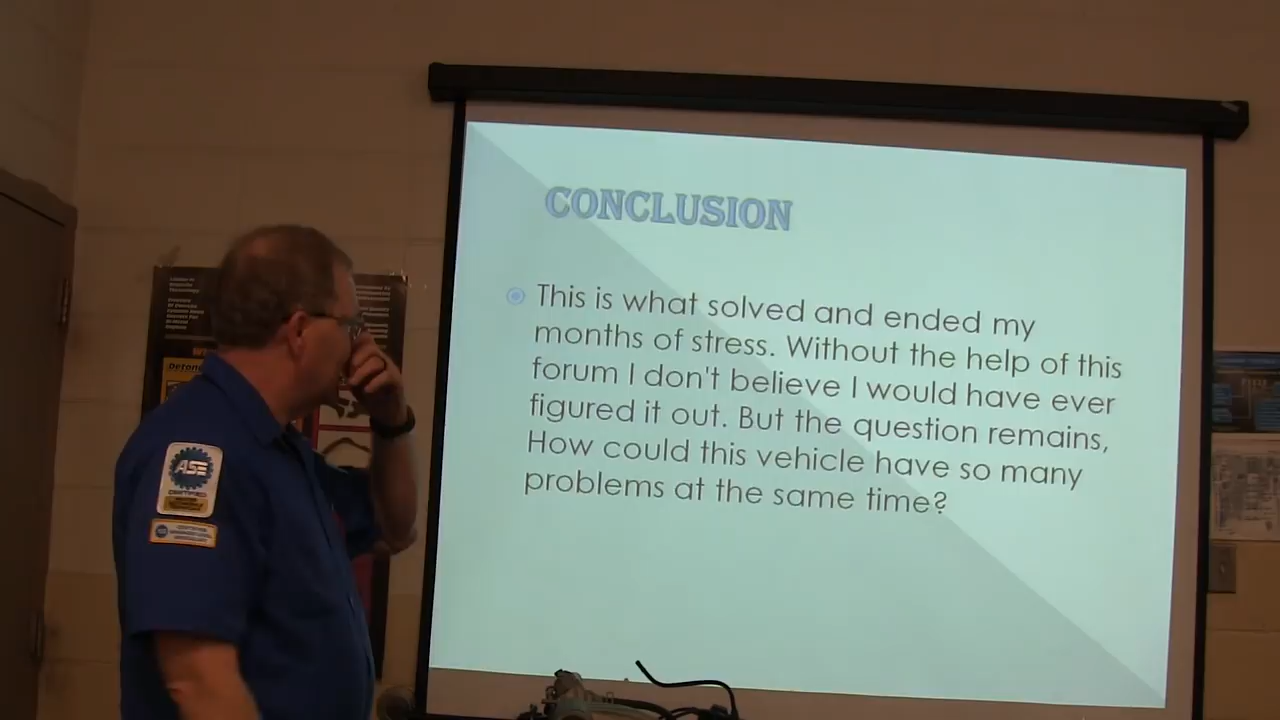 CONCLUSION
This is what solved and ended my
months of stress. Without the help of this
forum I don't believe I would have ever
figured it out. But the question remains,
How could this vehicle have so many
problems at the same time?
ASE
CERTIFIED